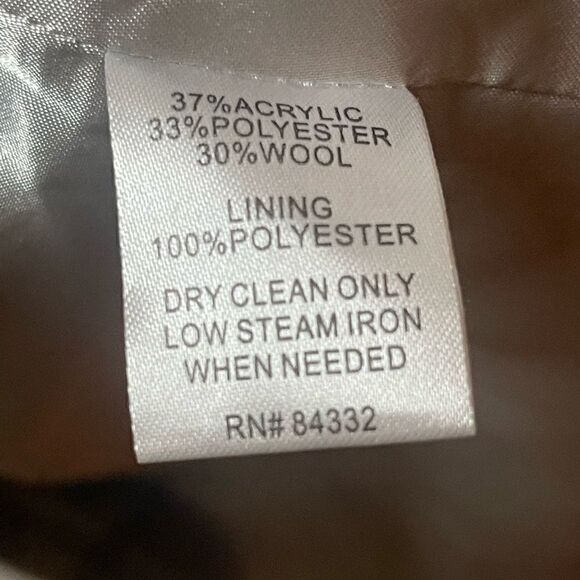 37%ACRYLIC
33%POLYESTER
30%WOOL
LINING
100%POLYESTER
DRY CLEAN ONLY
LOW STEAM IRON
WHEN NEEDED
RN# 84332